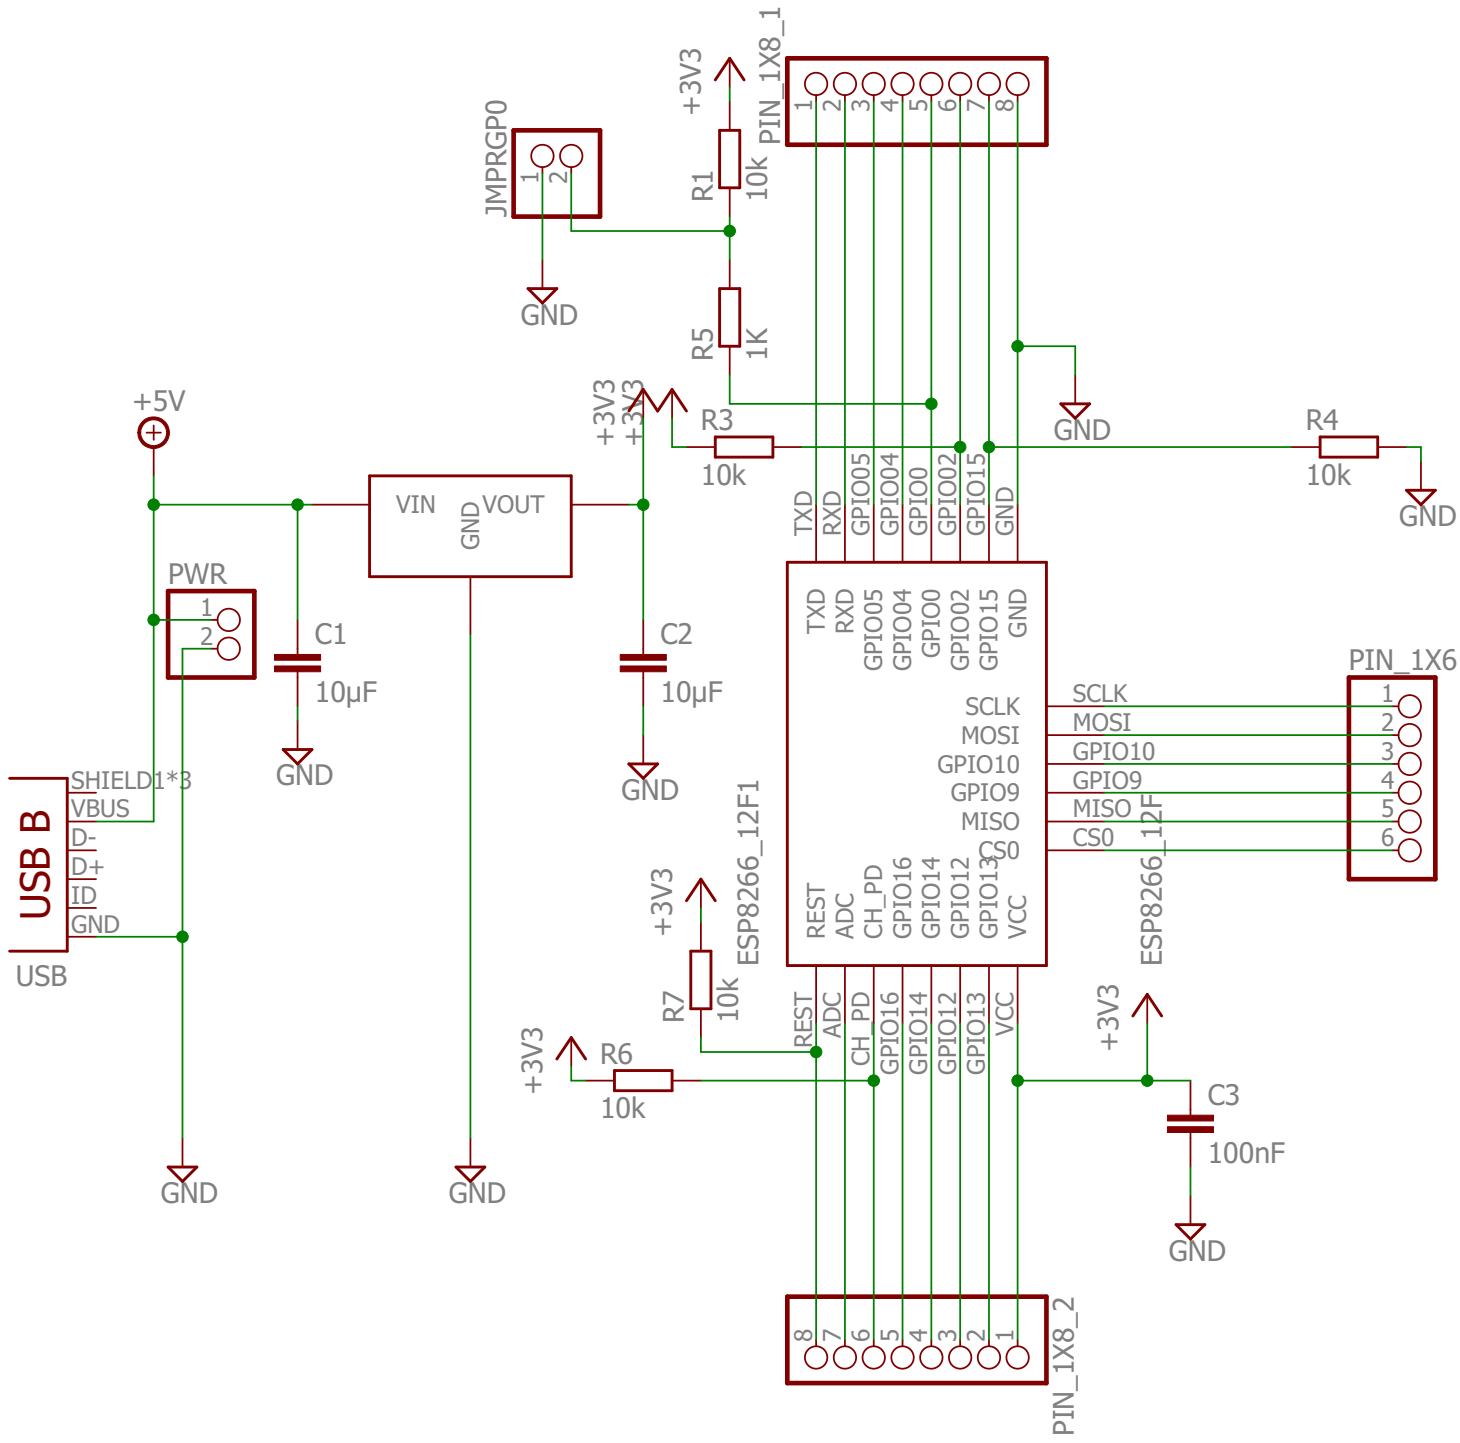 PIN_1X8_1
1
2
3
4
5
6
7
8
+3V3
R1
10k
JMPRGP0
1
2
GND
R5
1K
GND
+3V3
+3V3
R3
10k
R4
10k
GND
+5V
VIN
GND
VOUT
TXD
RXD
GPIO05
GPIO04
GPIO0
GPIO02
GPIO15
GND
TXD
RXD
GPIO05
GPIO04
GPIO0
GPIO02
GPIO15
GND
PWR
1
2
C1
10µF
GND
C2
10µF
GND
SCLK
MOSI
GPIO10
GPIO9
MISO
CS0
SCLK
MOSI
GPIO10
GPIO9
MISO
CS0
PIN_1X6
1
2
3
4
5
6
USB B
SHIELD1*3
VBUS
D-
D+
ID
GND
USB
ESP8266_12F1
ESP8266_12F
REST
ADC
CH_PD
GPIO16
GPIO14
GPIO12
GPIO13
VCC
REST
ADC
CH_PD
GPIO16
GPIO14
GPIO12
GPIO13
VCC
+3V3
R7
10k
+3V3
R6
10k
+3V3
C3
100nF
GND
GND
GND
8
7
6
5
4
3
2
1
PIN_1X8_2